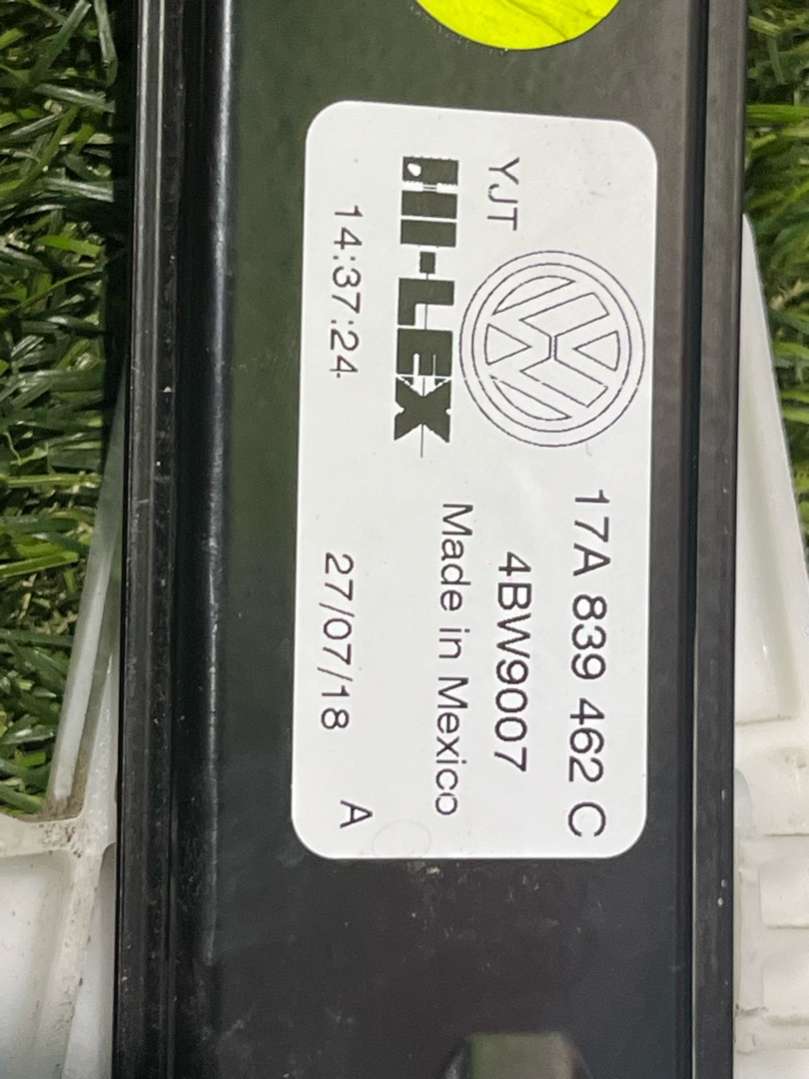 YJT
17A 839 462 C
4BW9007
HI-LEX
Made in Mexico
14:37:24
27/07/18
A